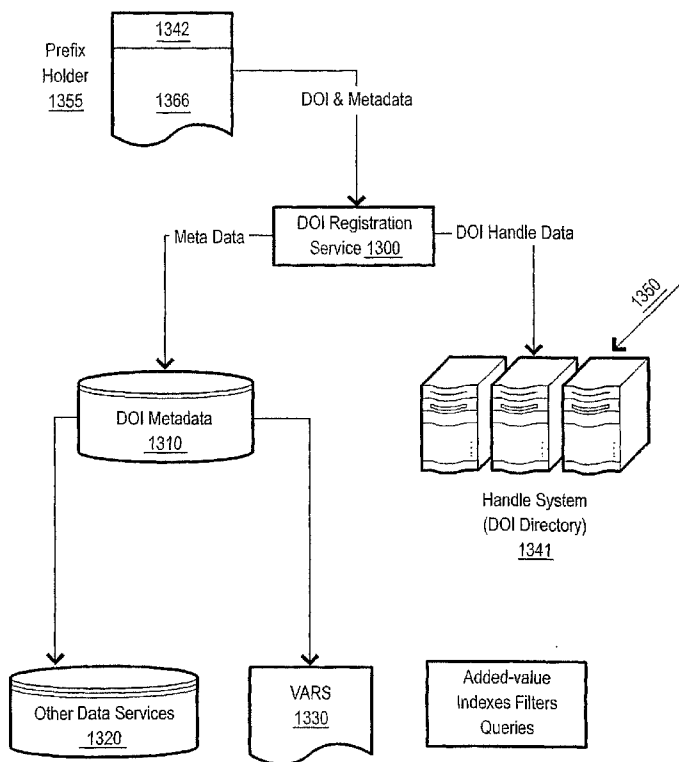 1342
Prefix
Holder
1355
1366
DOI & Metadata
DOI Registration
Service 1300
Meta Data
DOI Handle Data
1350
DOI Metadata
1310
Handle System
(DOI Directory)
1341
Other Data Services
1320
VARS
1330
Added-value
Indexes Filters
Queries